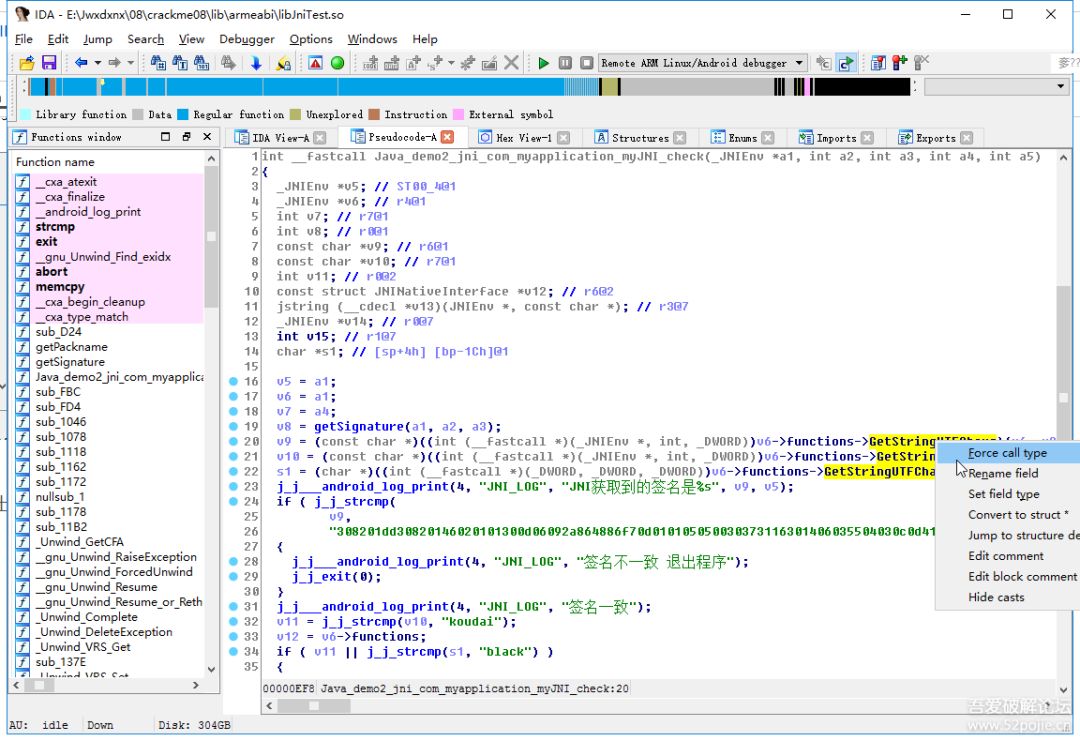 IDA - E:\Jwxdxnx\08\crackme08\lib\armeabi\libJniTest.so
File Edit Jump Search View Debugger Options Windows Help
Remote ARM Linux/Android debugger
Library function Data Regular function Unexplored Instruction External symbol
Functions window
IDA View-A Pseudocode-A Hex View-1 Structures Enums Imports Exports
Function name
__cxa_atexit
__cxa_finalize
__android_log_print
strcmp
exit
__gnu_Unwind_Find_exidx
abort
memcpy
__cxa_begin_cleanup
__cxa_type_match
sub_D24
getPackname
getSignature
Java_demo2_jni_com_myapplica
sub_FBC
sub_FD4
sub_1046
sub_1078
sub_1118
sub_1162
sub_1172
nullsub_1
sub_1178
sub_11B2
_Unwind_GetCFA
__gnu_Unwind_RaiseException
__gnu_Unwind_ForcedUnwind
__gnu_Unwind_Resume
__gnu_Unwind_Resume_or_Reth
_Unwind_Complete
_Unwind_DeleteException
_Unwind_VRS_Get
sub_137E
_Unwind_VRS_Set
1 int __fastcall Java_demo2_jni_com_myapplication_myJNI_check(_JNIEnv *a1, int a2, int a3, int a4, int a5)
2 {
3 _JNIEnv *v5; // ST00_4@1
4 _JNIEnv *v6; // r4@1
5 int v7; // r7@1
6 int v8; // r0@1
7 const char *v9; // r6@1
8 const char *v10; // r7@1
9 int v11; // r0@2
10 const struct JNINativeInterface *v12; // r6@2
11 jstring (__cdecl *v13)(JNIEnv *, const char *); // r3@7
12 _JNIEnv *v14; // r0@7
13 int v15; // r1@7
14 char *s1; // [sp+4h] [bp-1Ch]@1
15
16 v5 = a1;
17 v6 = a1;
18 v7 = a4;
19 v8 = getSignature(a1, a2, a3);
20 v9 = (const char *)((int (__fastcall *)(_JNIEnv *, int, _DWORD))v6->functions->GetStringUTFChars)(v6, v8
21 v10 = (const char *)((int (__fastcall *)(_JNIEnv *, int, _DWORD))v6->functions->GetStrin
22 s1 = (char *)((int (__fastcall *)(_DWORD, _DWORD, _DWORD))v6->functions->GetStringUTFCha
23 j_j___android_log_print(4, "JNI_LOG", "JNI获取到的签名是%s", v9, v5);
24 if ( j_j_strcmp(
25 v9,
26 "308201dd30820146020101300d06092a864886f70d010105050030373116301406035504030c0d41
27 {
28 j_j___android_log_print(4, "JNI_LOG", "签名不一致 退出程序");
29 j_j_exit(0);
30 }
31 j_j___android_log_print(4, "JNI_LOG", "签名一致");
32 v11 = j_j_strcmp(v10, "koudai");
33 v12 = v6->functions;
34 if ( v11 || j_j_strcmp(s1, "black") )
35 {
Force call type
Rename field
Set field type
Convert to struct *
Jump to structure de
Edit comment
Edit block comment
Hide casts
00000EF8 Java_demo2_jni_com_myapplication_myJNI_check:20
AU: idle Down Disk: 304GB
吾爱破解论坛
www.52pojie.cn